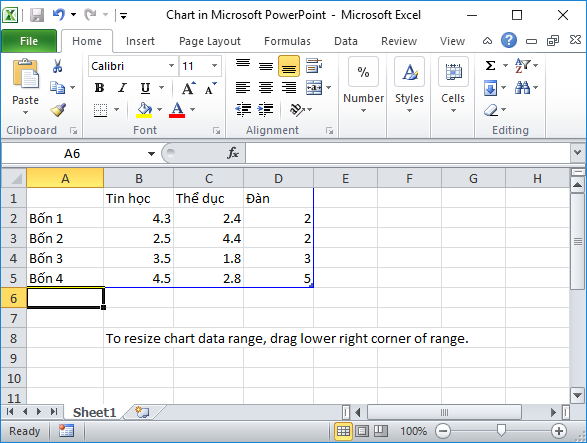 Chart in Microsoft PowerPoint - Microsoft Excel
File Home Insert Page Layout Formulas Data Review View
Paste
Calibri 11
B I U A A
A
%
Number
A
Styles
Cells
Σ
Clipboard Font Alignment Editing
A6 fx
A B C D E F G H
1 Tin học Thể dục Đàn
2 Bốn 1 4.3 2.4 2
3 Bốn 2 2.5 4.4 2
4 Bốn 3 3.5 1.8 3
5 Bốn 4 4.5 2.8 5
6
7
8 To resize chart data range, drag lower right corner of range.
9
10
11
Sheet1
Ready 100%